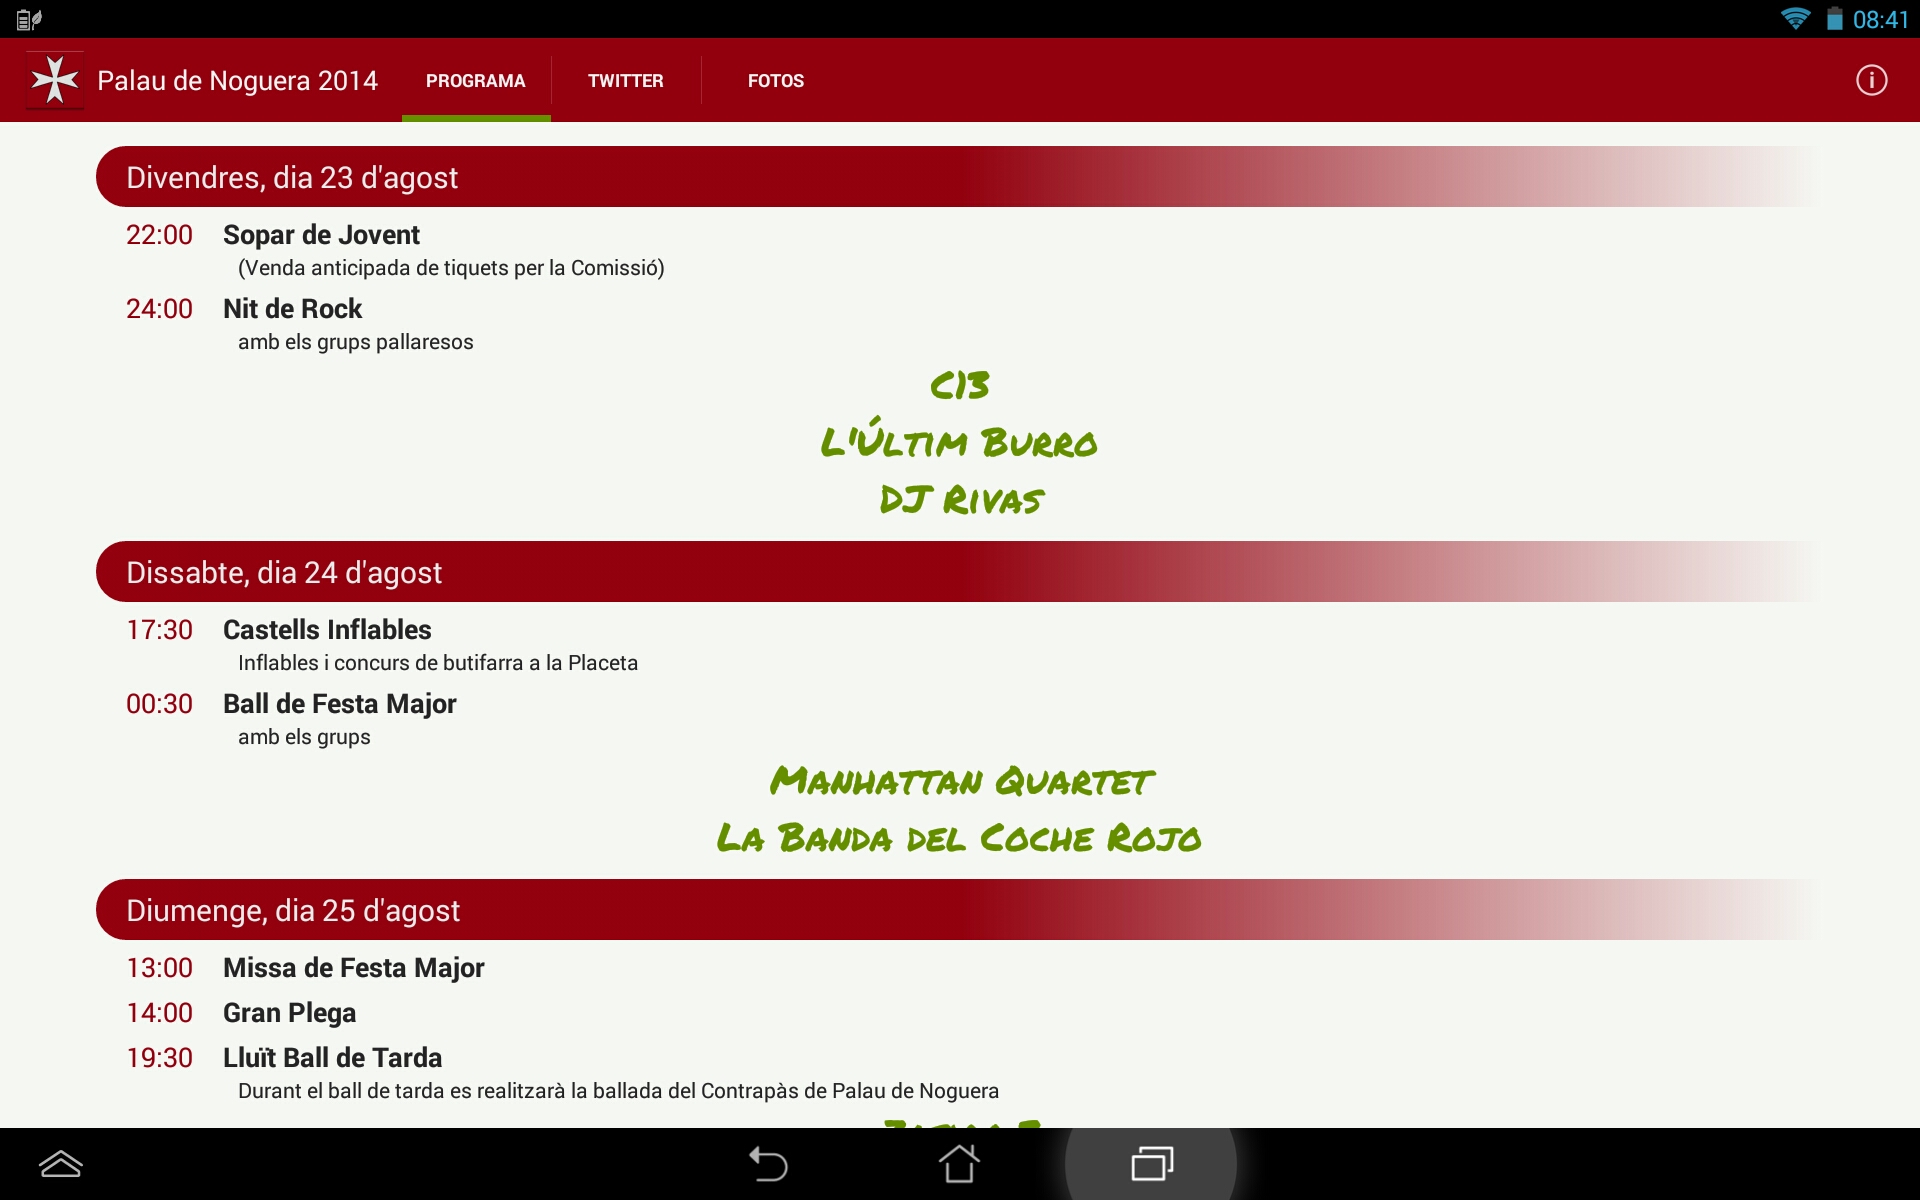 08:41
Palau de Noguera 2014 PROGRAMA TWITTER FOTOS
Divendres, dia 23 d'agost
22:00 Sopar de Jovent
(Venda anticipada de tiquets per la Comissió)
24:00 Nit de Rock
amb els grups pallaresos
C13
L'Últim Burro
DJ Rivas
Dissabte, dia 24 d'agost
17:30 Castells Inflables
Inflables i concurs de butifarra a la Placeta
00:30 Ball de Festa Major
amb els grups
Manhattan Quartet
La Banda del Coche Rojo
Diumenge, dia 25 d'agost
13:00 Missa de Festa Major
14:00 Gran Plega
19:30 Lluït Ball de Tarda
Durant el ball de tarda es realitzarà la ballada del Contrapàs de Palau de Noguera